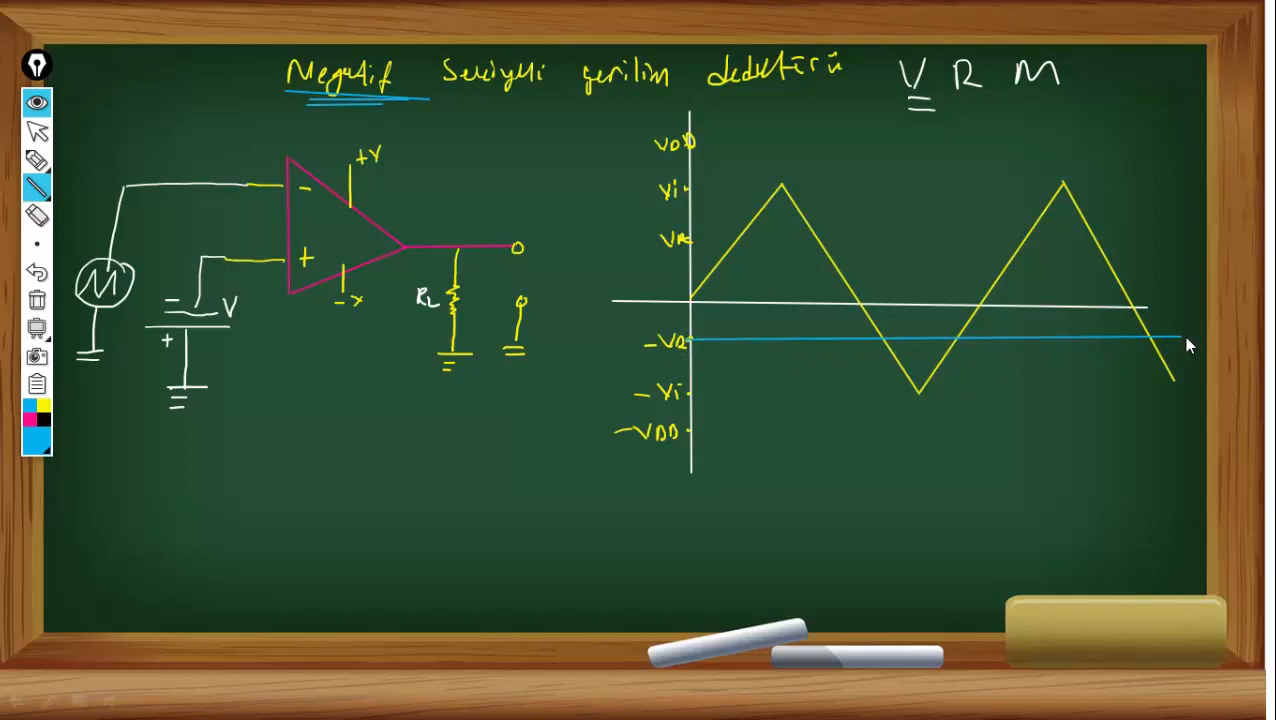 Negatif Seviyeli gerilim dedektörü V R M
+V
-
+
-V
RL
V
+
VDD
Vi
VR
-VR
-Vi
-VDD